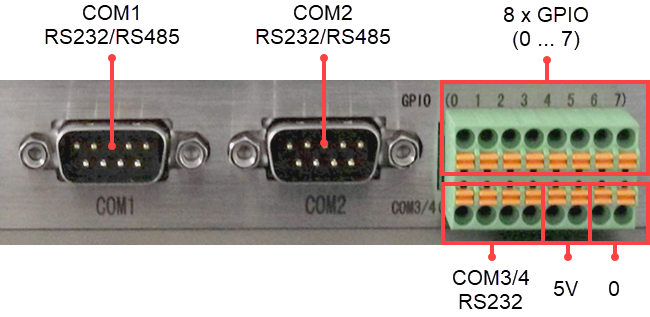 COM1
RS232/RS485
COM2
RS232/RS485
8 x GPIO
(0 ... 7)
GPIO (0 1 2 3 4 5 6 7)
COM1
COM2
COM3/4(
COM3/4
RS232
5V
0